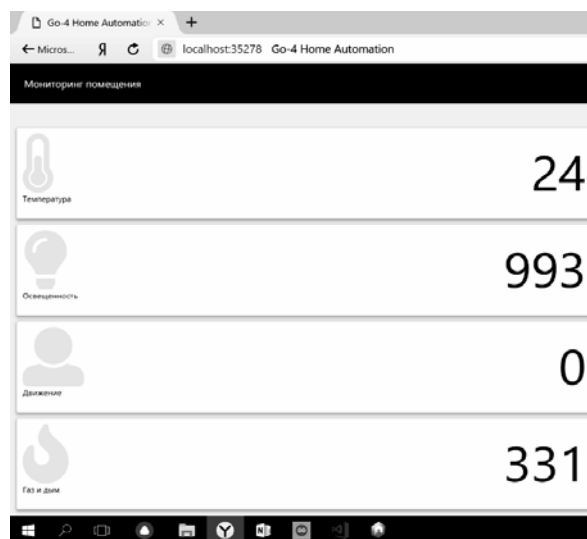 Go-4 Home Automation
Micros...
Я
localhost:35278 Go-4 Home Automation
Мониторинг помещения
24
Температура
993
Освещенность
0
Движение
331
Газ и дым